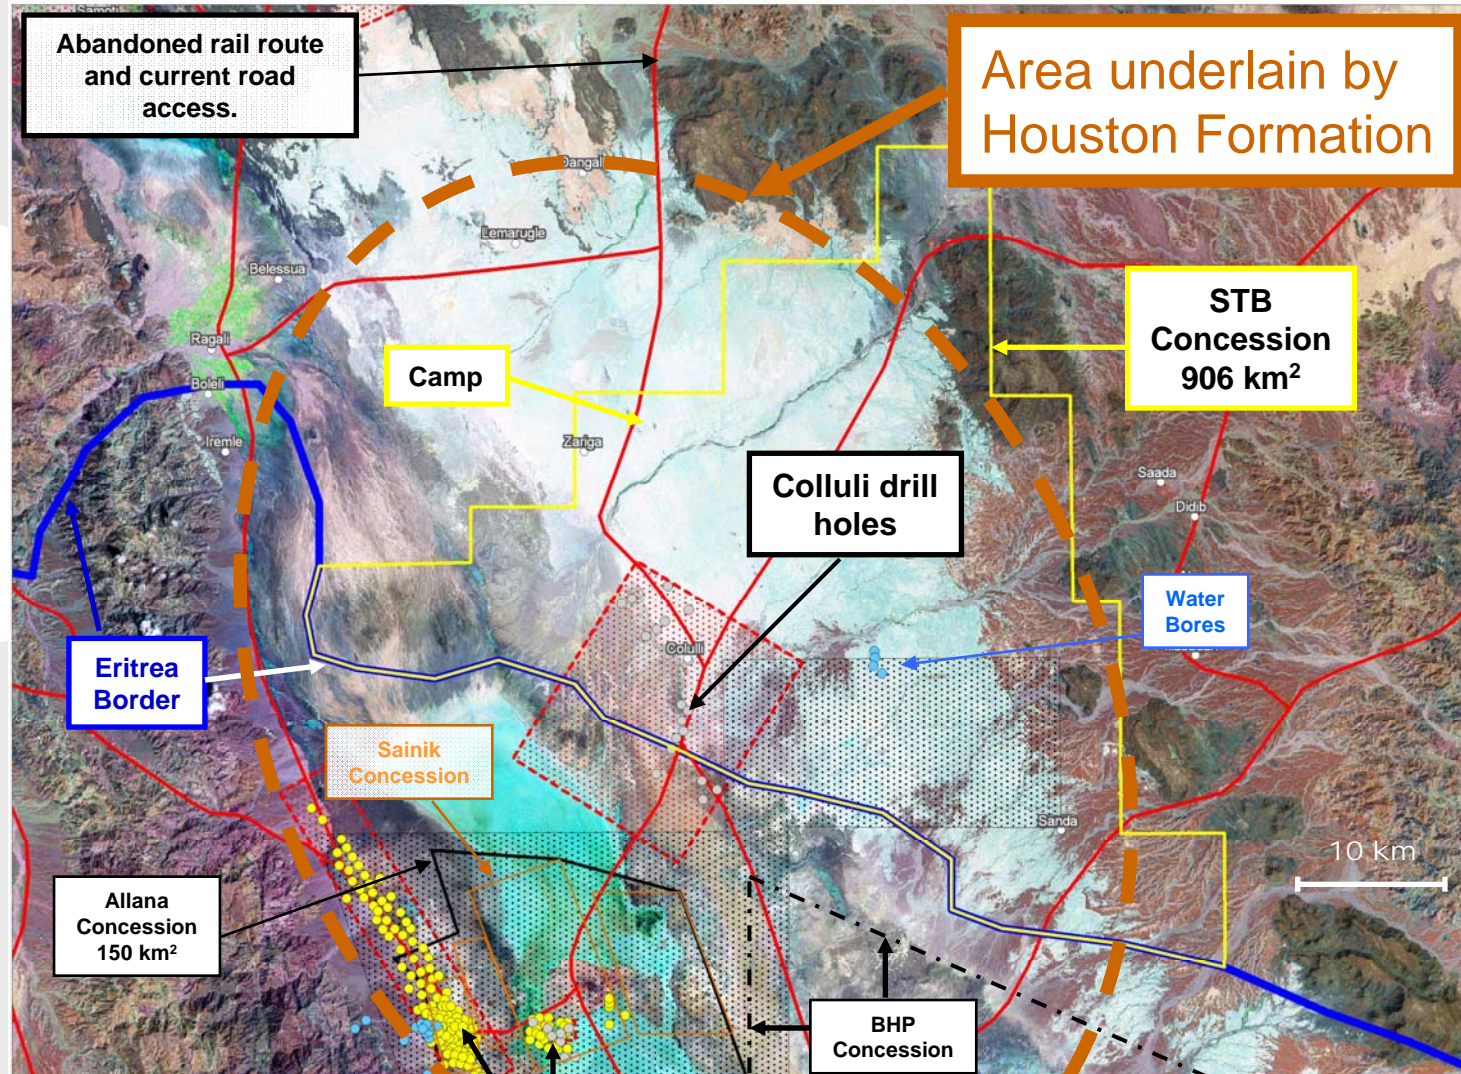 Samoti
Abandoned rail route
and current road
access.
Area underlain by
Houston Formation
Dangal
Lemarugle
Belessua
STB
Concession
906 km²
Ragali
Camp
Boleli
Iremle
Zariga
Colluli drill
holes
Saada
Didib
Water
Bores
Colulli
Eritrea
Border
Sainik
Concession
Sanda
10 km
Allana
Concession
150 km²
BHP
Concession